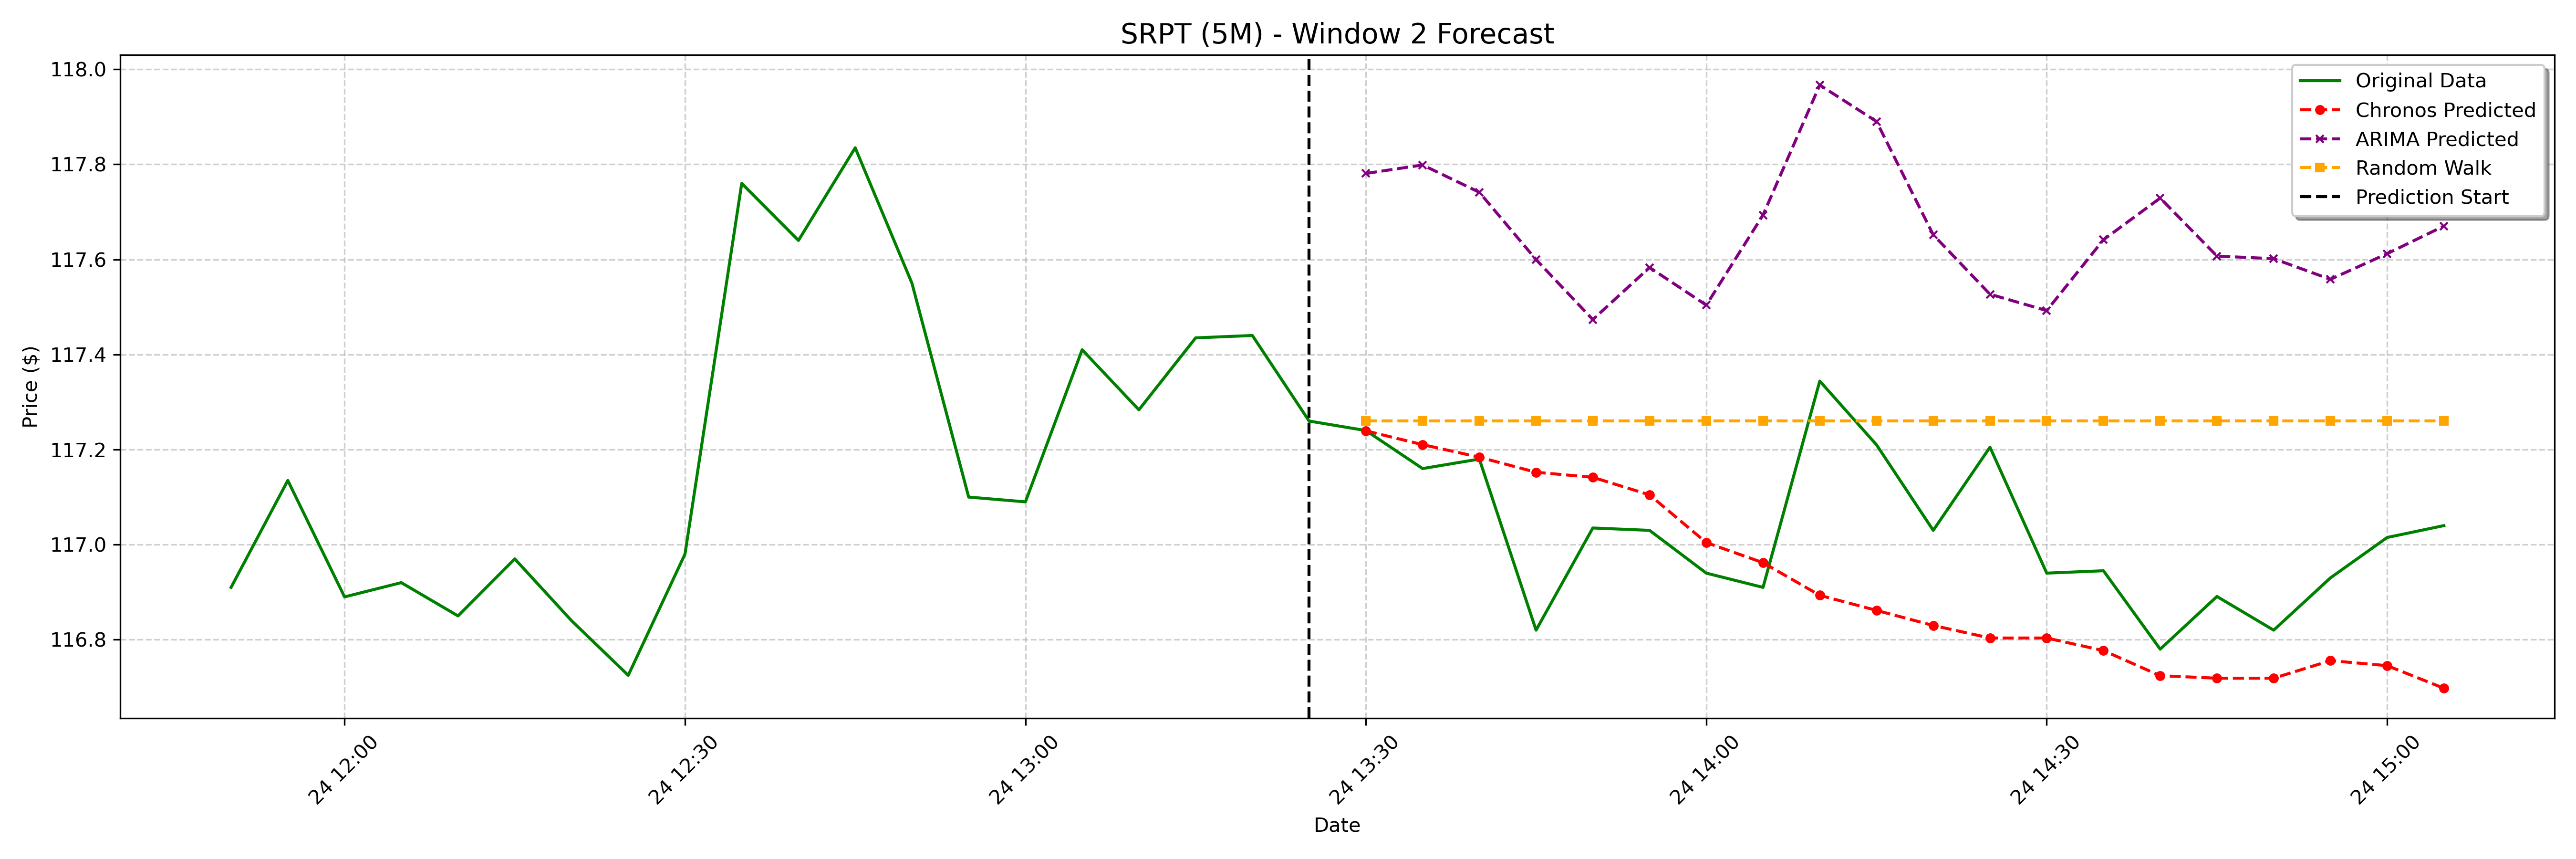 SRPT (5M) - Window 2 Forecast
Original Data
Chronos Predicted
ARIMA Predicted
Random Walk
Prediction Start
Price ($)
118.0
117.8
117.6
117.4
117.2
117.0
116.8
24 12:00
24 12:30
24 13:00
24 13:30
24 14:00
24 14:30
24 15:00
Date